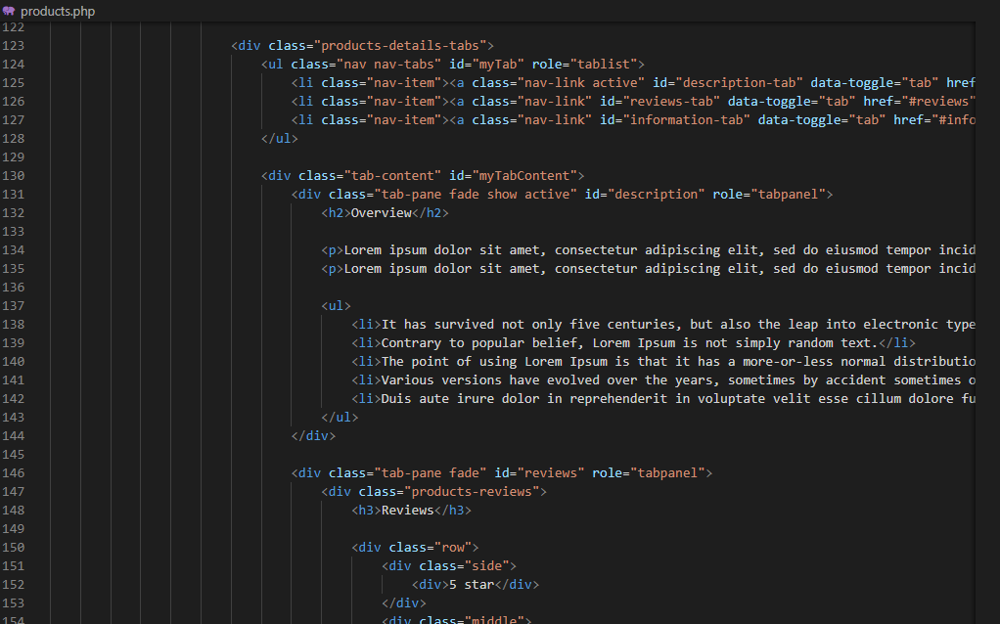 products.php
122
123 <div class="products-details-tabs">
124 <ul class="nav nav-tabs" id="myTab" role="tablist">
125 <li class="nav-item"><a class="nav-link active" id="description-tab" data-toggle="tab" href
126 <li class="nav-item"><a class="nav-link" id="reviews-tab" data-toggle="tab" href="#reviews"
127 <li class="nav-item"><a class="nav-link" id="information-tab" data-toggle="tab" href="#info
128 </ul>
129
130 <div class="tab-content" id="myTabContent">
131 <div class="tab-pane fade show active" id="description" role="tabpanel">
132 <h2>Overview</h2>
133
134 <p>Lorem ipsum dolor sit amet, consectetur adipiscing elit, sed do eiusmod tempor incid
135 <p>Lorem ipsum dolor sit amet, consectetur adipiscing elit, sed do eiusmod tempor incid
136
137 <ul>
138 <li>It has survived not only five centuries, but also the leap into electronic type
139 <li>Contrary to popular belief, Lorem Ipsum is not simply random text.</li>
140 <li>The point of using Lorem Ipsum is that it has a more-or-less normal distributio
141 <li>Various versions have evolved over the years, sometimes by accident sometimes o
142 <li>Duis aute irure dolor in reprehenderit in voluptate velit esse cillum dolore fu
143 </ul>
144 </div>
145
146 <div class="tab-pane fade" id="reviews" role="tabpanel">
147 <div class="products-reviews">
148 <h3>Reviews</h3>
149
150 <div class="row">
151 <div class="side">
152 <div>5 star</div>
153 </div>
154 <div class="middle">